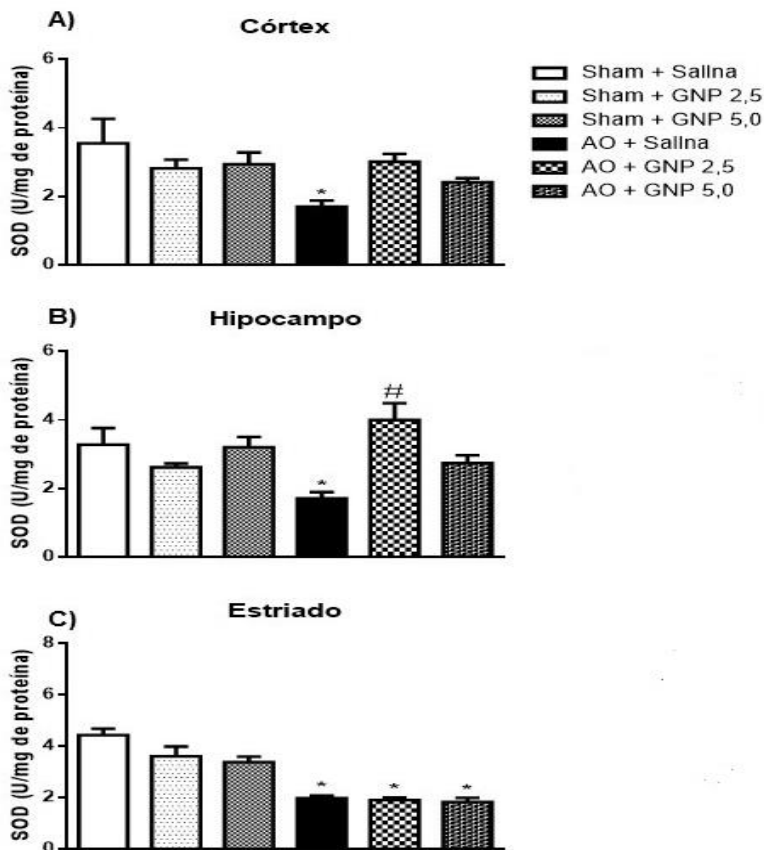 A)
Córtex
SOD (U/mg de proteína)
6
4
2
0
*
Sham + Salina
Sham + GNP 2,5
Sham + GNP 5,0
AO + Salina
AO + GNP 2,5
AO + GNP 5,0
B)
Hipocampo
SOD (U/mg de proteína)
6
4
2
0
*
#
C)
Estriado
SOD (U/mg de proteína)
8
6
4
2
0
*
*
*